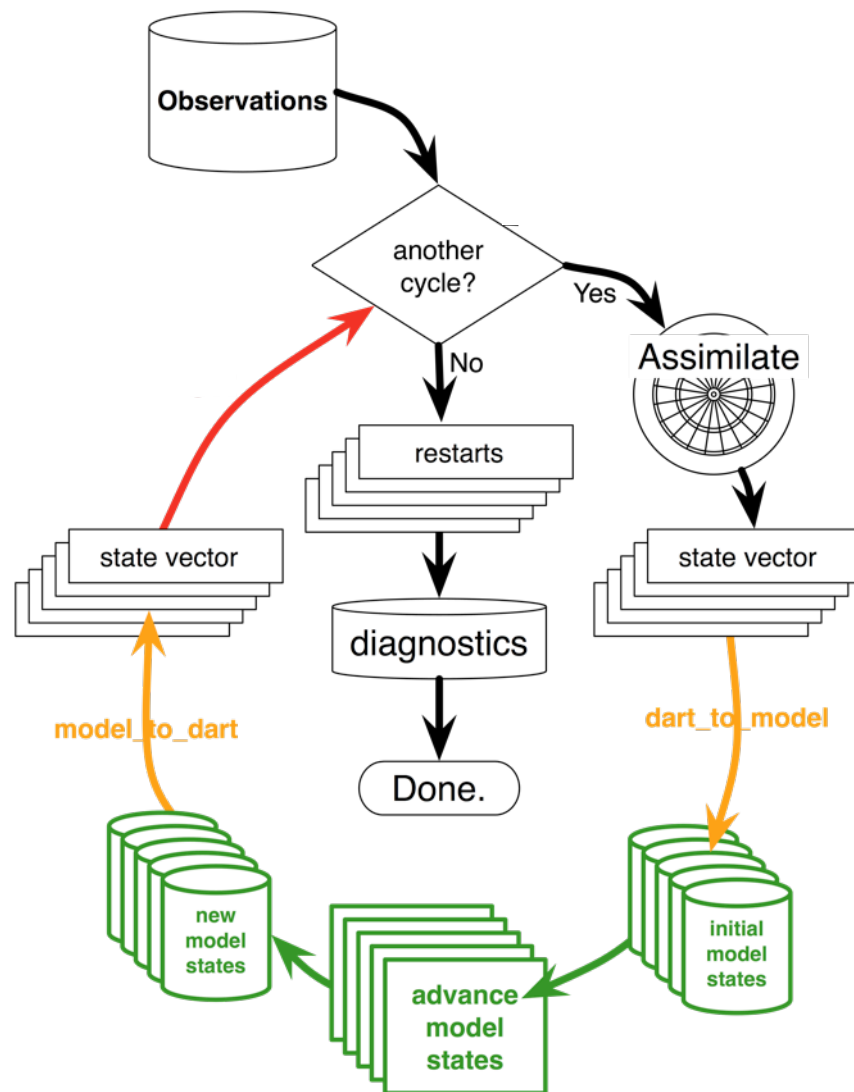 Observations
another
cycle?
Yes
No
Assimilate
restarts
state vector
state vector
diagnostics
model_to_dart
dart_to_model
Done.
new
model
states
initial
model
states
advance
model
states